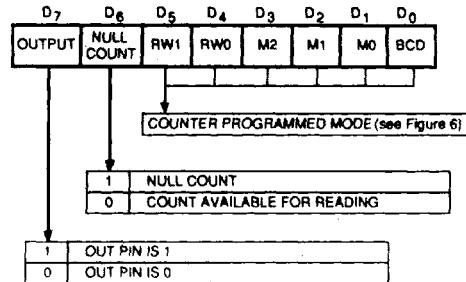 D7 D6 D5 D4 D3 D2 D1 D0
OUTPUT NULL COUNT RW1 RW0 M2 M1 M0 BCD
COUNTER PROGRAMMED MODE (see Figure 6)
1 NULL COUNT
0 COUNT AVAILABLE FOR READING
1 OUT PIN IS 1
0 OUT PIN IS 0